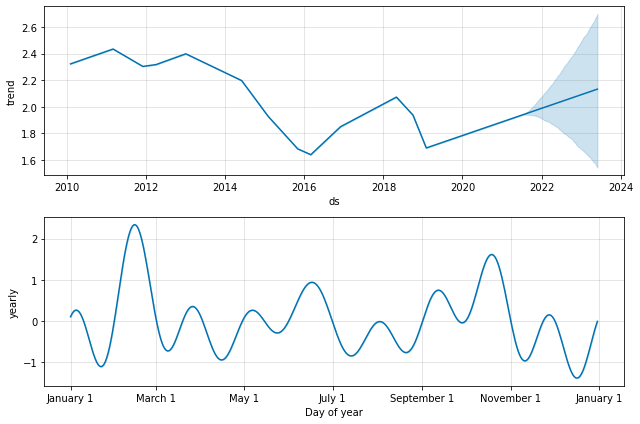 2.6
2.4
2.2
2.0
1.8
1.6
trend
2010 2012 2014 2016 2018 2020 2022 2024
ds
2
1
0
−1
yearly
January 1 March 1 May 1 July 1 September 1 November 1 January 1
Day of year